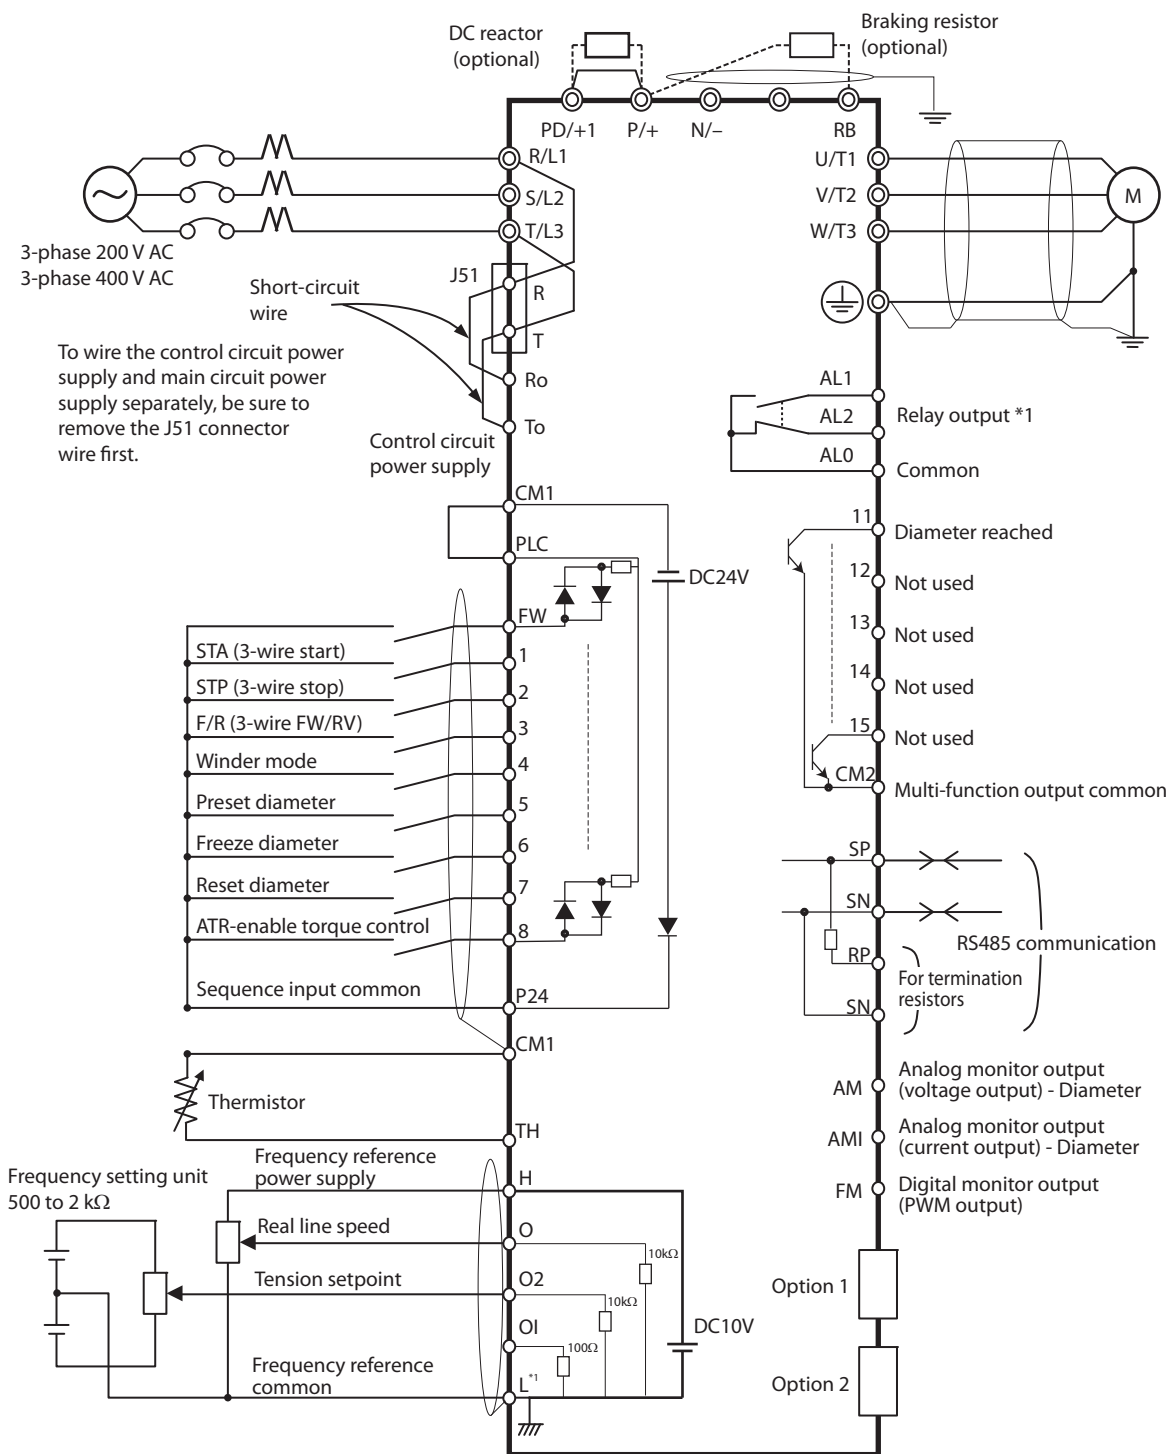 DC reactor
(optional)
Braking resistor
(optional)
PD/+1
P/+
N/–
RB
R/L1
S/L2
T/L3
U/T1
V/T2
W/T3
M
3-phase 200 V AC
3-phase 400 V AC
J51
R
T
Short-circuit
wire
To wire the control circuit power
supply and main circuit power
supply separately, be sure to
remove the J51 connector
wire first.
Ro
To
Control circuit
power supply
AL1
AL2
Relay output *1
AL0
Common
CM1
PLC
DC24V
11
Diameter reached
12
Not used
13
Not used
14
Not used
15
Not used
CM2
Multi-function output common
FW
STA (3-wire start)
1
STP (3-wire stop)
2
F/R (3-wire FW/RV)
3
Winder mode
4
Preset diameter
5
Freeze diameter
6
Reset diameter
7
ATR-enable torque control
8
Sequence input common
P24
CM1
Thermistor
TH
SP
SN
RS485 communication
RP
For termination
resistors
SN
AM
Analog monitor output
(voltage output) - Diameter
AMI
Analog monitor output
(current output) - Diameter
FM
Digital monitor output
(PWM output)
Frequency setting unit
500 to 2 kΩ
Frequency reference
power supply
H
Real line speed
O
10kΩ
Tension setpoint
O2
10kΩ
OI
100Ω
DC10V
Frequency reference
common
L*1
Option 1
Option 2